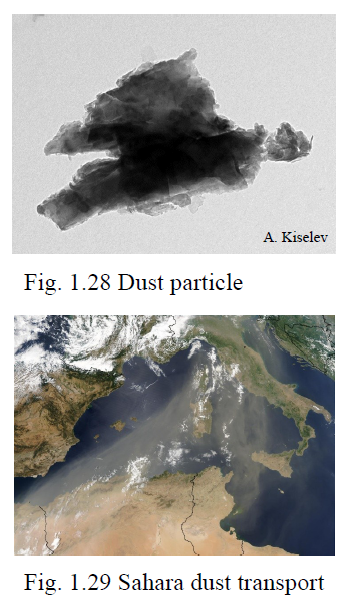 A. Kiselev
Fig. 1.28 Dust particle
Fig. 1.29 Sahara dust transport